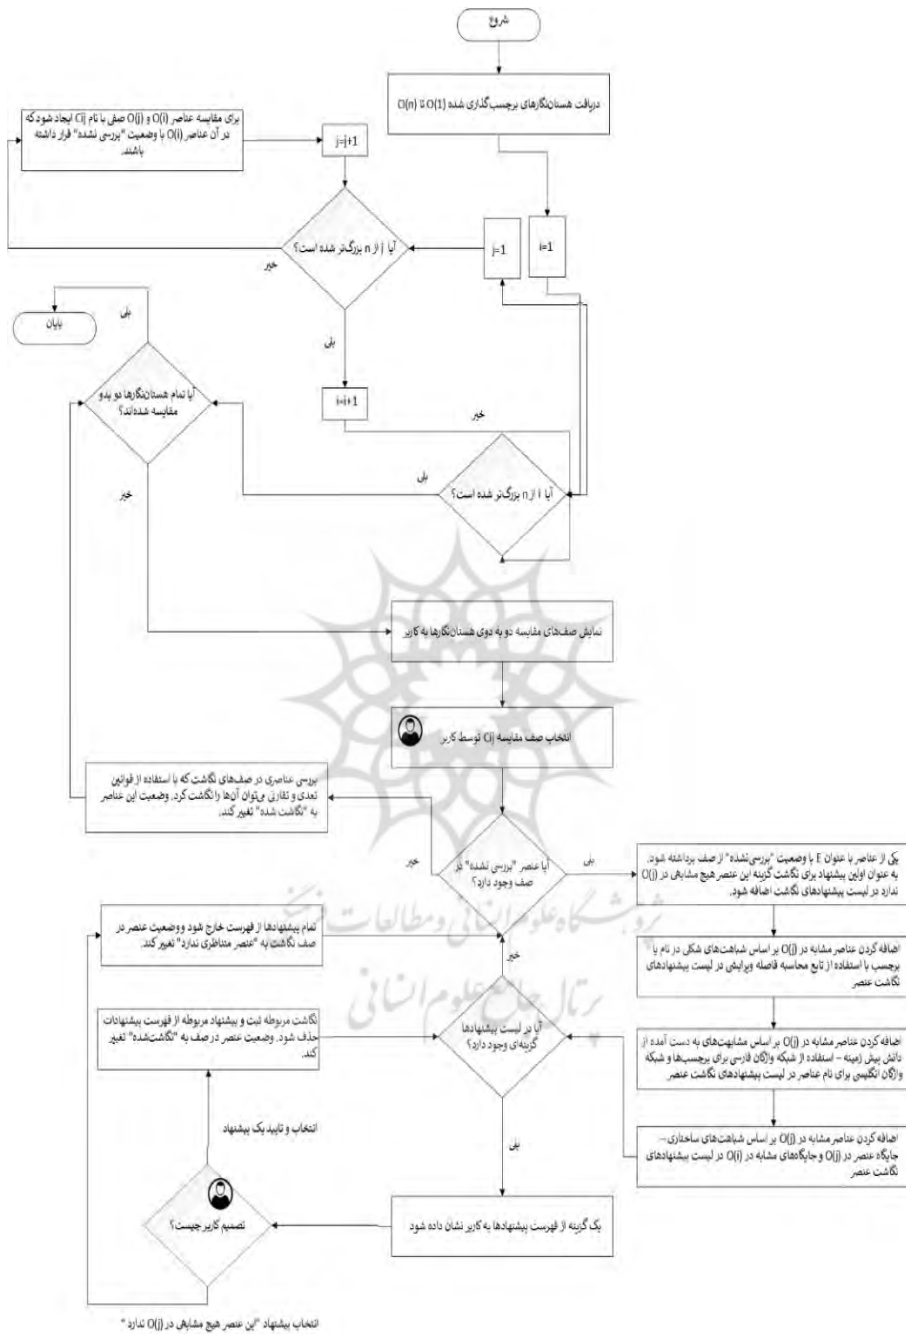 شروع
دریافت هستان‌نگارهای برچسب‌گذاری شده O(1) تا O(n)
برای مقایسه عناصر O(i) و O(j) صفی با نام Cij ایجاد شود که
در آن عناصر O(i) با وضعیت "بررسی نشده" قرار داشته
باشند.
j=j+1
آیا j از n بزرگ‌تر شده است؟
j=1
i=1
خیر
بلی
پایان
بلی
i=i+1
آیا تمام هستان‌نگارها دو بدو
مقایسه شده‌اند؟
خیر
بلی
آیا i از n بزرگ‌تر شده است؟
خیر
نمایش صف‌های مقایسه دو به دوی هستان‌نگارها به کاربر
انتخاب صف مقایسه Cij توسط کاربر
بررسی عناصری در صف‌های نگاشت که با استفاده از قوانین
تعدی و تقارنی می‌توان آن‌ها را نگاشت کرد. وضعیت این عناصر
به "نگاشت شده" تغییر کند.
آیا عنصر "بررسی نشده" در
صف وجود دارد؟
خیر
بلی
یکی از عناصر با عنوان E با وضعیت "بررسی‌نشده" از صف برداشته شود.
به عنوان اولین پیشنهاد برای نگاشت گزینه این عنصر هیچ مشابهی در O(j)
ندارد در لیست پیشنهادهای نگاشت اضافه شود.
پژوهشگاه علوم انسانی و مطالعات فرهنگی
تمام پیشنهادها از فهرست خارج شود و وضعیت عنصر در
صف نگاشت به "عنصر متناظری ندارد" تغییر کند.
اضافه کردن عناصر مشابه در O(j) بر اساس شباهت‌های شکلی در نام یا
برچسب با استفاده از تابع محاسبه فاصله ویرایشی در لیست پیشنهادهای
نگاشت عنصر
خیر
پرتال جامع علوم انسانی
نگاشت مربوطه ثبت و پیشنهاد مربوطه از فهرست پیشنهادات
حذف شود. وضعیت عنصر در صف به "نگاشت‌شده" تغییر
کند.
آیا در لیست پیشنهادها
گزینه‌ای وجود دارد؟
اضافه کردن عناصر مشابه در O(j) بر اساس مشابهت‌های به دست آمده از
دانش پیش زمینه – استفاده از شبکه واژگان فارسی برای برچسب‌ها و شبکه
واژگان انگلیسی برای نام عناصر در لیست پیشنهادهای نگاشت عنصر
انتخاب و تایید یک پیشنهاد
بلی
اضافه کردن عناصر مشابه در O(j) بر اساس شباهت‌های ساختاری –
جایگاه عنصر در O(j) و جایگاه‌های مشابه در O(i) در لیست پیشنهادهای
نگاشت عنصر
تصمیم کاربر چیست؟
یک گزینه از فهرست پیشنهادها به کاربر نشان داده شود
انتخاب پیشنهاد "این عنصر هیچ مشابهی در O(j) ندارد "